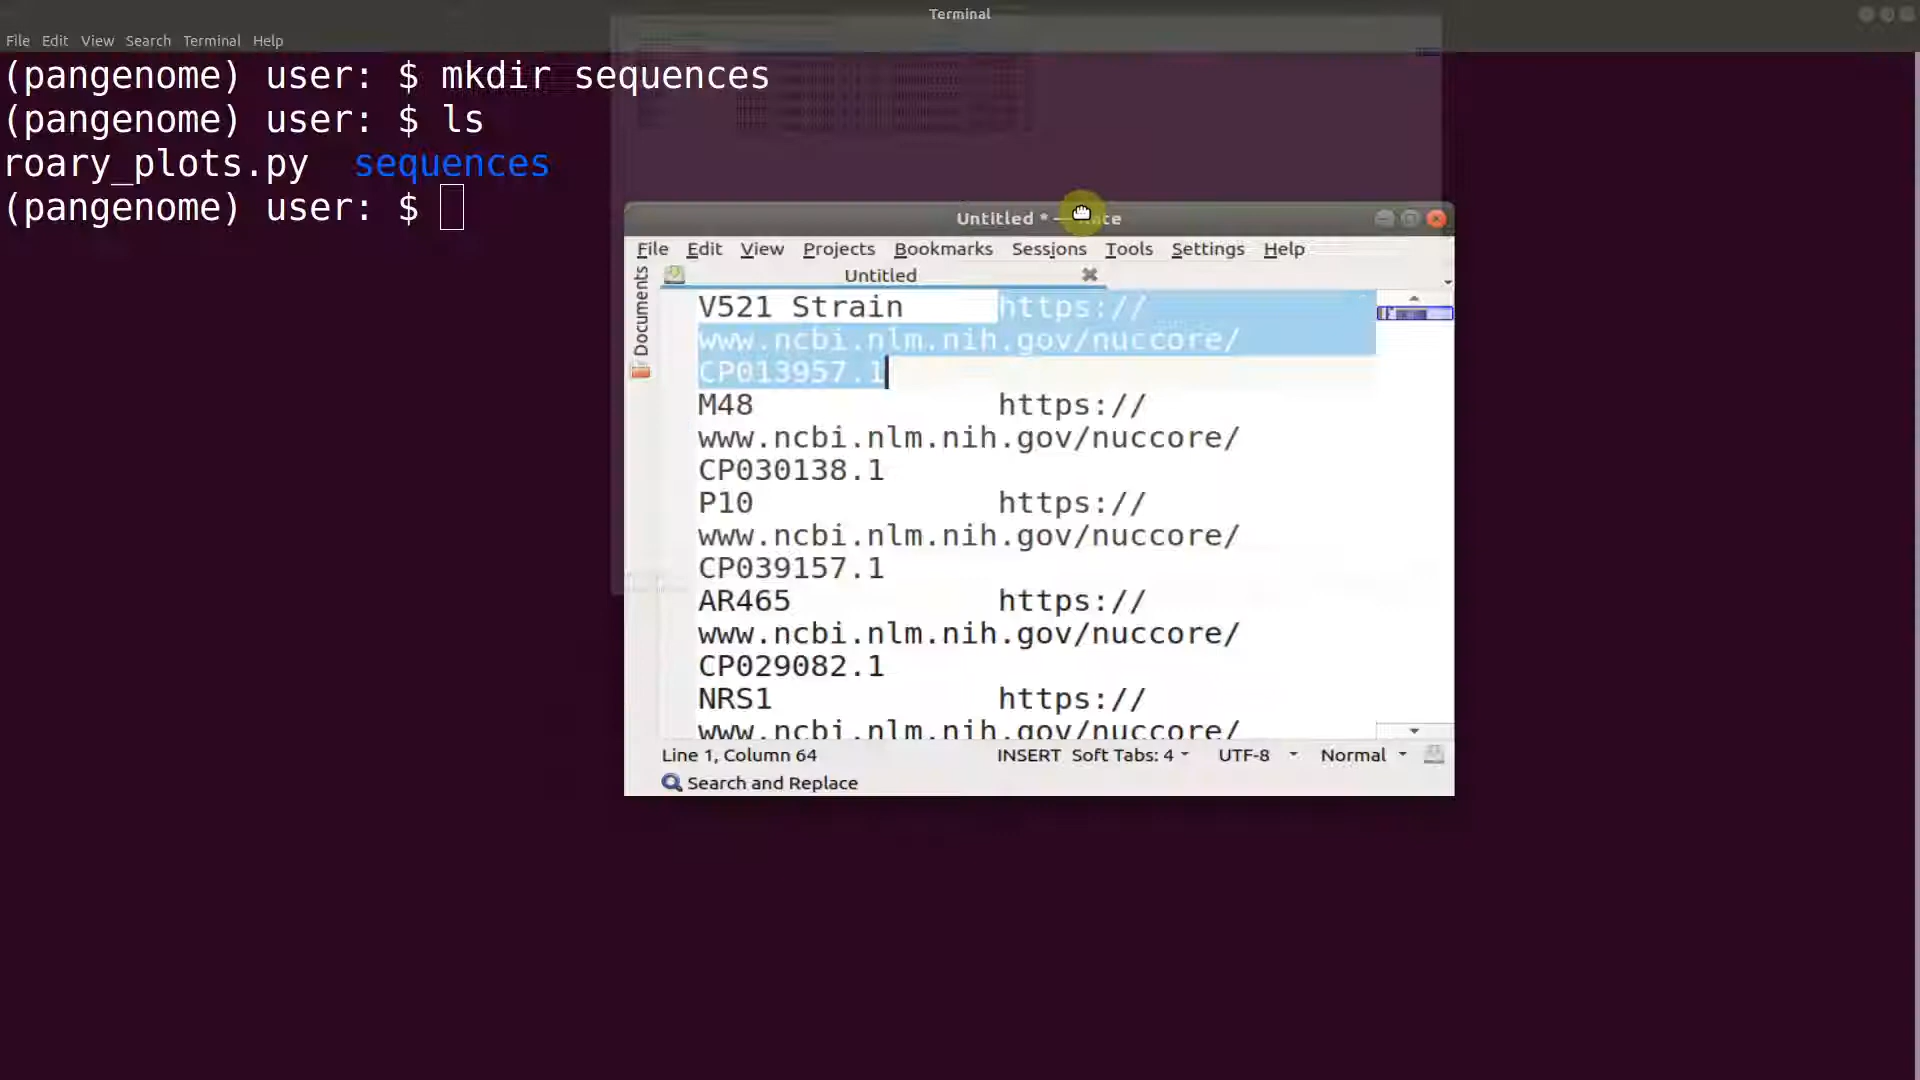 Terminal
File Edit View Search Terminal Help
(pangenome) user: $ mkdir sequences
(pangenome) user: $ ls
roary_plots.py sequences
(pangenome) user: $
Untitled * —
File Edit View Projects Bookmarks Sessions Tools Settings Help
Untitled
Documents
V521 Strain https://
www.ncbi.nlm.nih.gov/nuccore/
CP013957.1
M48 https://
www.ncbi.nlm.nih.gov/nuccore/
CP030138.1
P10 https://
www.ncbi.nlm.nih.gov/nuccore/
CP039157.1
AR465 https://
www.ncbi.nlm.nih.gov/nuccore/
CP029082.1
NRS1 https://
www.ncbi.nlm.nih.gov/nuccore/
Line 1, Column 64 INSERT Soft Tabs: 4 UTF-8 Normal
Search and Replace